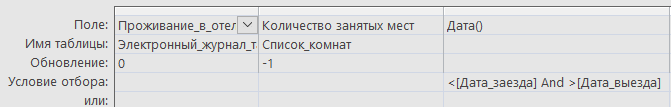 Поле: Проживание_в_отел Количество занятых мест Дата()
Имя таблицы: Электронный_журнал_т Список_комнат
Обновление: 0 -1
Условие отбора: <[Дата_заезда] And >[Дата_выезда]
или: